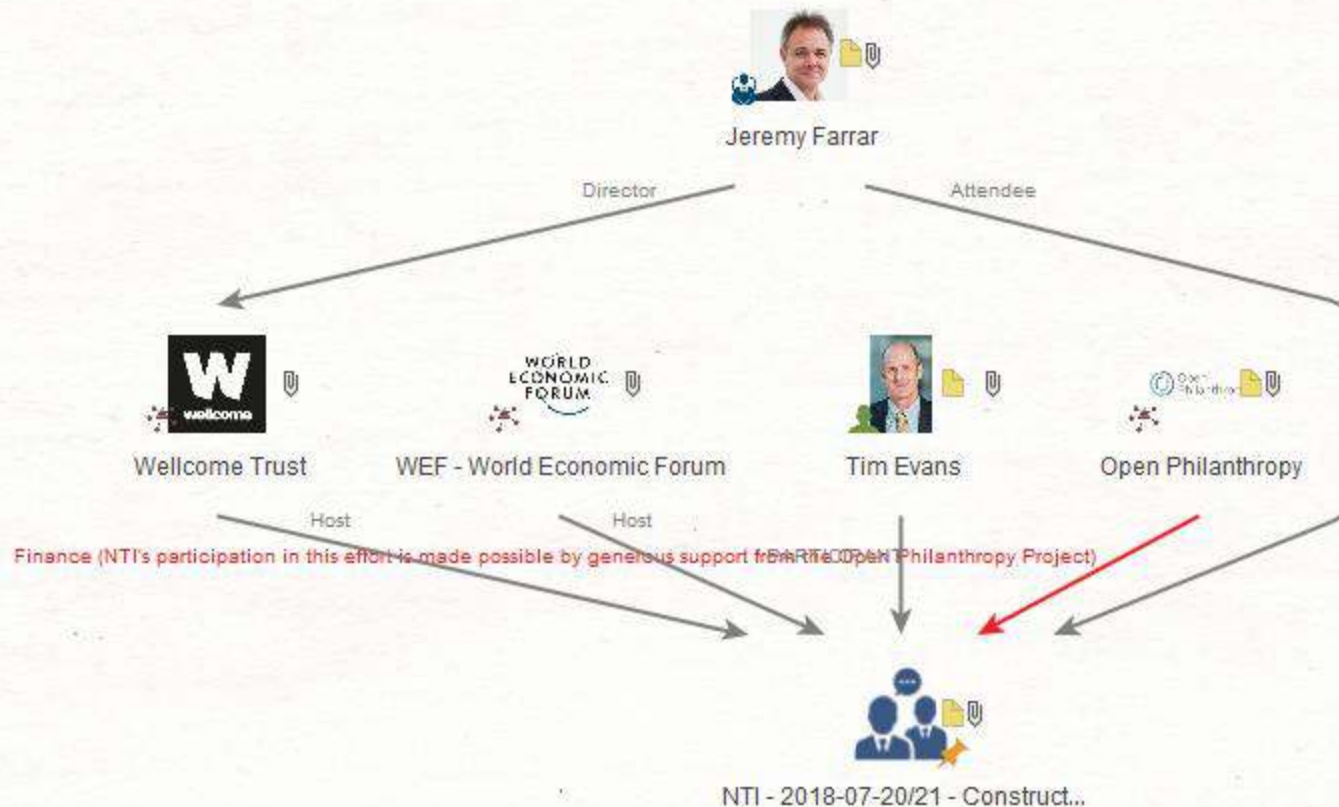 Jeremy Farrar
Director
Attendee
W
wellcome
WORLD
ECONOMIC
FORUM
Open
Wellcome Trust
WEF - World Economic Forum
Tim Evans
Open Philanthropy
Host
Host
PARTICIPANT
Finance (NTI's participation in this effort is made possible by generous support from the Open Philanthropy Project)
NTI - 2018-07-20/21 - Construct...